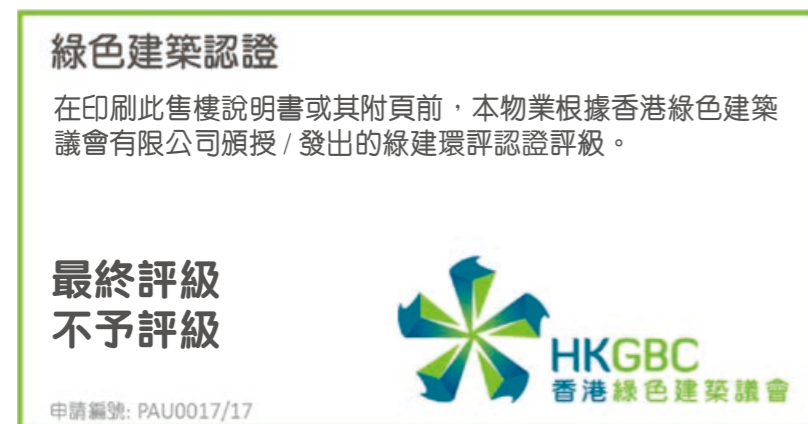 綠色建築認證
在印刷此售樓說明書或其附頁前，本物業根據香港綠色建築
議會有限公司頒授 / 發出的綠建環評認證評級。
最終評級
不予評級
HKGBC
香港綠色建築議會
申請編號: PAU0017/17